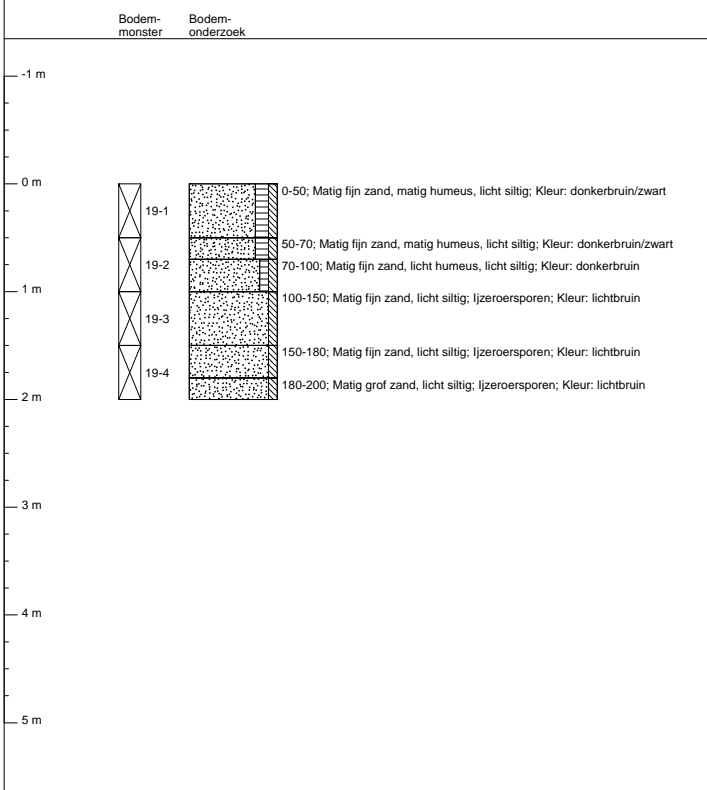 Bodem-
monster
Bodem-
onderzoek
-1 m
0 m
0-50; Matig fijn zand, matig humeus, licht siltig; Kleur: donkerbruin/zwart
19-1
50-70; Matig fijn zand, matig humeus, licht siltig; Kleur: donkerbruin/zwart
19-2
70-100; Matig fijn zand, licht humeus, licht siltig; Kleur: donkerbruin
1 m
100-150; Matig fijn zand, licht siltig; Ijzeroersporen; Kleur: lichtbruin
19-3
150-180; Matig fijn zand, licht siltig; Ijzeroersporen; Kleur: lichtbruin
19-4
180-200; Matig grof zand, licht siltig; Ijzeroersporen; Kleur: lichtbruin
2 m
3 m
4 m
5 m